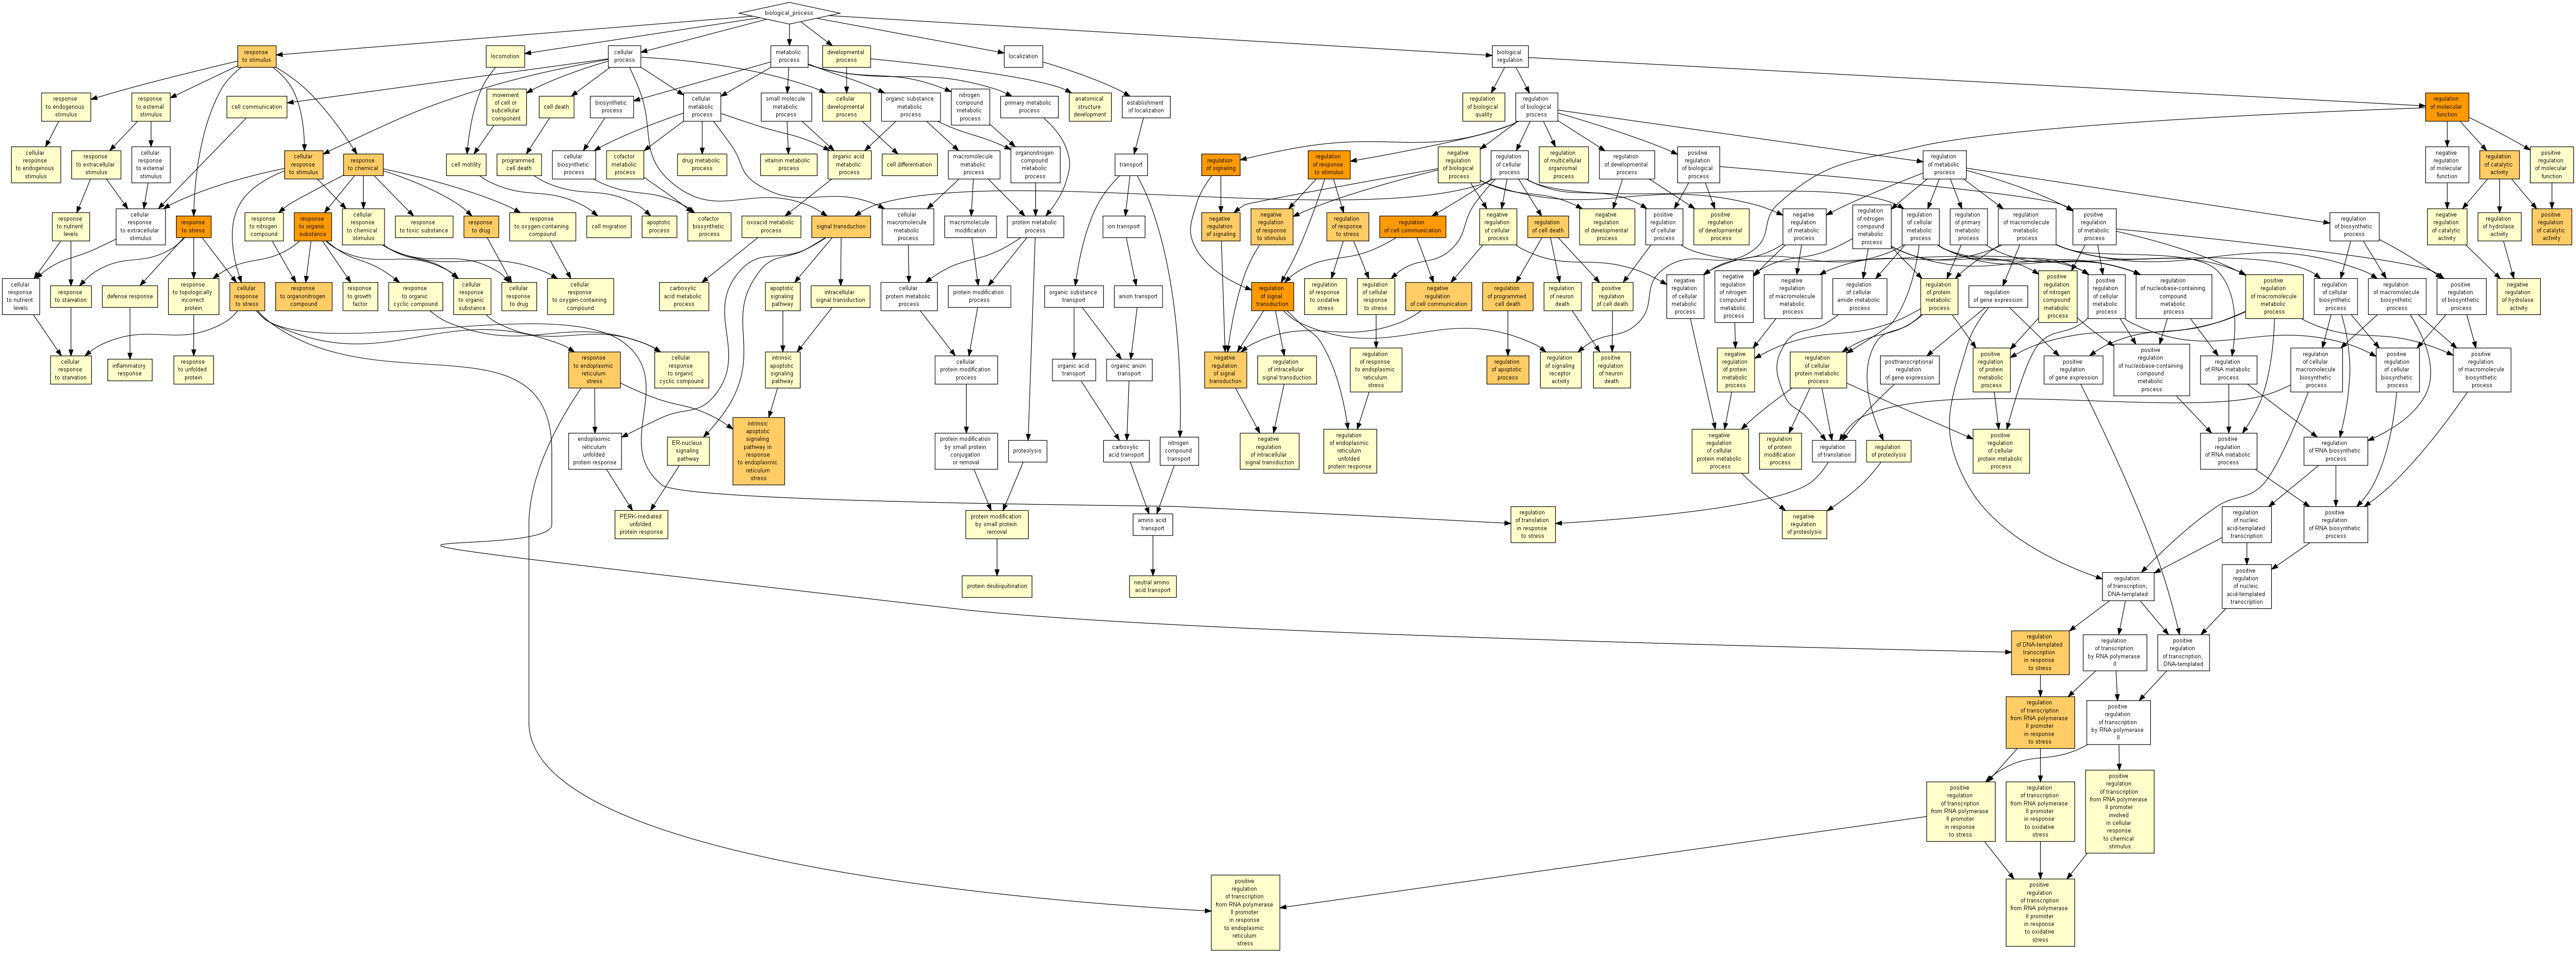 biological_process
response
to stimulus
locomotion
cellular
process
metabolic
process
developmental
process
localization
biological
regulation
response
to endogenous
stimulus
response
to external
stimulus
cell communication
movement
of cell or
subcellular
component
cell death
biosynthetic
process
cellular
metabolic
process
small molecule
metabolic
process
cellular
developmental
process
organic substance
metabolic
process
nitrogen
compound
metabolic
process
primary metabolic
process
anatomical
structure
development
establishment
of localization
regulation
of biological
quality
regulation
of biological
process
regulation
of molecular
function
cellular
response
to endogenous
stimulus
response
to extracellular
stimulus
cellular
response
to external
stimulus
cellular
response
to stimulus
response
to chemical
cell motility
programmed
cell death
cellular
biosynthetic
process
cofactor
metabolic
process
drug metabolic
process
vitamin metabolic
process
organic acid
metabolic
process
cell differentiation
macromolecule
metabolic
process
organonitrogen
compound
metabolic
process
transport
regulation
of signaling
regulation
of response
to stimulus
negative
regulation
of biological
process
regulation
of cellular
process
regulation
of multicellular
organismal
process
regulation
of developmental
process
positive
regulation
of biological
process
regulation
of metabolic
process
negative
regulation
of molecular
function
regulation
of catalytic
activity
positive
regulation
of molecular
function
response
to nutrient
levels
cellular
response
to extracellular
stimulus
response
to stress
response
to nitrogen
compound
response
to organic
substance
cellular
response
to chemical
stimulus
response
to toxic substance
response
to drug
response
to oxygen-containing
compound
cell migration
apoptotic
process
cofactor
biosynthetic
process
oxoacid metabolic
process
signal transduction
cellular
macromolecule
metabolic
process
macromolecule
modification
protein metabolic
process
ion transport
negative
regulation
of signaling
negative
regulation
of response
to stimulus
regulation
of response
to stress
regulation
of cell communication
negative
regulation
of cellular
process
regulation
of cell death
negative
regulation
of developmental
process
positive
regulation
of cellular
process
positive
regulation
of developmental
process
negative
regulation
of metabolic
process
regulation
of nitrogen
compound
metabolic
process
regulation
of cellular
metabolic
process
regulation
of primary
metabolic
process
regulation
of macromolecule
metabolic
process
positive
regulation
of metabolic
process
regulation
of biosynthetic
process
negative
regulation
of catalytic
activity
regulation
of hydrolase
activity
positive
regulation
of catalytic
activity
cellular
response
to nutrient
levels
response
to starvation
defense response
response
to topologically
incorrect
protein
cellular
response
to stress
response
to organonitrogen
compound
response
to growth
factor
response
to organic
cyclic compound
cellular
response
to organic
substance
cellular
response
to drug
cellular
response
to oxygen-containing
compound
carboxylic
acid metabolic
process
apoptotic
signaling
pathway
intracellular
signal transduction
cellular
protein metabolic
process
protein modification
process
organic substance
transport
anion transport
regulation
of signal
transduction
regulation
of response
to oxidative
stress
regulation
of cellular
response
to stress
negative
regulation
of cell communication
regulation
of programmed
cell death
regulation
of neuron
death
positive
regulation
of cell death
negative
regulation
of cellular
metabolic
process
negative
regulation
of nitrogen
compound
metabolic
process
negative
regulation
of macromolecule
metabolic
process
regulation
of cellular
amide metabolic
process
regulation
of protein
metabolic
process
regulation
of gene expression
positive
regulation
of nitrogen
compound
metabolic
process
positive
regulation
of cellular
metabolic
process
regulation
of nucleobase-containing
compound
metabolic
process
positive
regulation
of macromolecule
metabolic
process
regulation
of cellular
biosynthetic
process
regulation
of macromolecule
biosynthetic
process
positive
regulation
of biosynthetic
process
negative
regulation
of hydrolase
activity
cellular
response
to starvation
inflammatory
response
response
to unfolded
protein
response
to endoplasmic
reticulum
stress
cellular
response
to organic
cyclic compound
intrinsic
apoptotic
signaling
pathway
cellular
protein modification
process
organic acid
transport
organic anion
transport
negative
regulation
of signal
transduction
regulation
of intracellular
signal transduction
regulation
of response
to endoplasmic
reticulum
stress
regulation
of apoptotic
process
regulation
of signaling
receptor
activity
positive
regulation
of neuron
death
negative
regulation
of protein
metabolic
process
regulation
of cellular
protein metabolic
process
posttranscriptional
regulation
of gene expression
positive
regulation
of protein
metabolic
process
positive
regulation
of gene expression
positive
regulation
of nucleobase-containing
compound
metabolic
process
regulation
of RNA metabolic
process
regulation
of cellular
macromolecule
biosynthetic
process
positive
regulation
of cellular
biosynthetic
process
positive
regulation
of macromolecule
biosynthetic
process
endoplasmic
reticulum
unfolded
protein response
ER-nucleus
signaling
pathway
intrinsic
apoptotic
signaling
pathway in
response
to endoplasmic
reticulum
stress
protein modification
by small protein
conjugation
or removal
proteolysis
carboxylic
acid transport
nitrogen
compound
transport
negative
regulation
of intracellular
signal transduction
regulation
of endoplasmic
reticulum
unfolded
protein response
negative
regulation
of cellular
protein metabolic
process
regulation
of protein
modification
process
regulation
of translation
regulation
of proteolysis
positive
regulation
of cellular
protein metabolic
process
positive
regulation
of RNA metabolic
process
regulation
of RNA biosynthetic
process
PERK-mediated
unfolded
protein response
protein modification
by small protein
removal
amino acid
transport
regulation
of translation
in response
to stress
negative
regulation
of proteolysis
regulation
of nucleic
acid-templated
transcription
positive
regulation
of RNA biosynthetic
process
protein deubiquitination
neutral amino
acid transport
regulation
of transcription,
DNA-templated
positive
regulation
of nucleic
acid-templated
transcription
regulation
of DNA-templated
transcription
in response
to stress
regulation
of transcription
by RNA polymerase
II
positive
regulation
of transcription,
DNA-templated
regulation
of transcription
from RNA polymerase
II promoter
in response
to stress
positive
regulation
of transcription
by RNA polymerase
II
positive
regulation
of transcription
from RNA polymerase
II promoter
in response
to stress
regulation
of transcription
from RNA polymerase
II promoter
in response
to oxidative
stress
positive
regulation
of transcription
from RNA polymerase
II promoter
involved
in cellular
response
to chemical
stimulus
positive
regulation
of transcription
from RNA polymerase
II promoter
in response
to endoplasmic
reticulum
stress
positive
regulation
of transcription
from RNA polymerase
II promoter
in response
to oxidative
stress